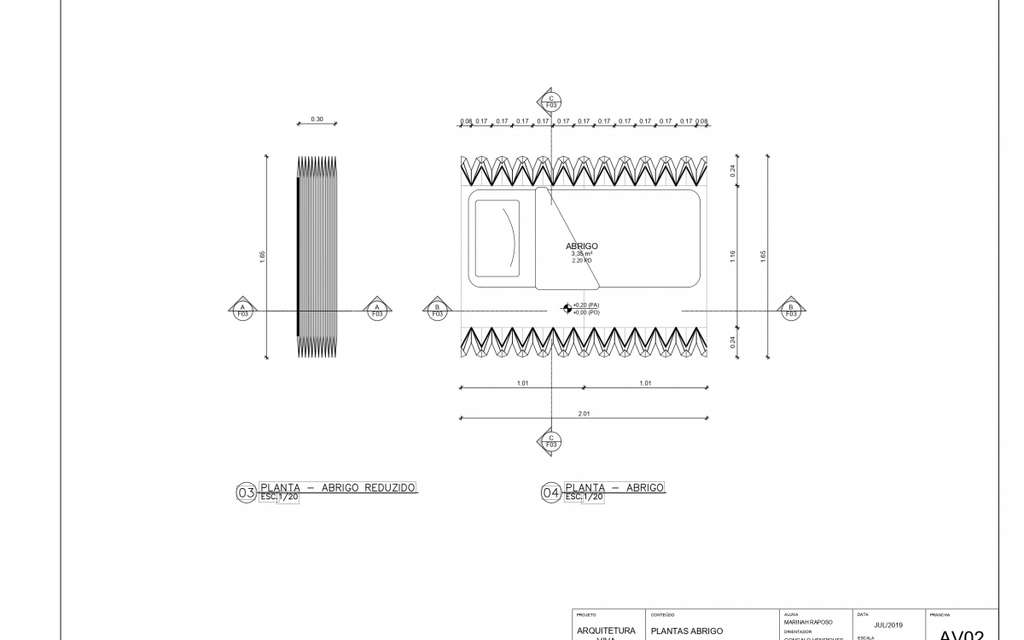 C
F03
0.30
0.08 0.17 0.17 0.17 0.17 0.17 0.17 0.17 0.17 0.17 0.17 0.17 0.08
0.24
1.65
ABRIGO
3,35 m²
2.20 PD
1.16
1.65
A
F03
A
F03
B
F03
+0,20 (PA)
+0,00 (PO)
B
F03
0.24
1.01
1.01
2.01
C
F03
03 PLANTA – ABRIGO REDUZIDO
ESC.1/20
04 PLANTA – ABRIGO
ESC.1/20
PROJETO
ARQUITETURA
CONTEÚDO
PLANTAS ABRIGO
ALUNA
MARINAH RAPOSO
ORIENTADOR
DATA
JUL/2019
ESCALA
PRANCHA
AV02